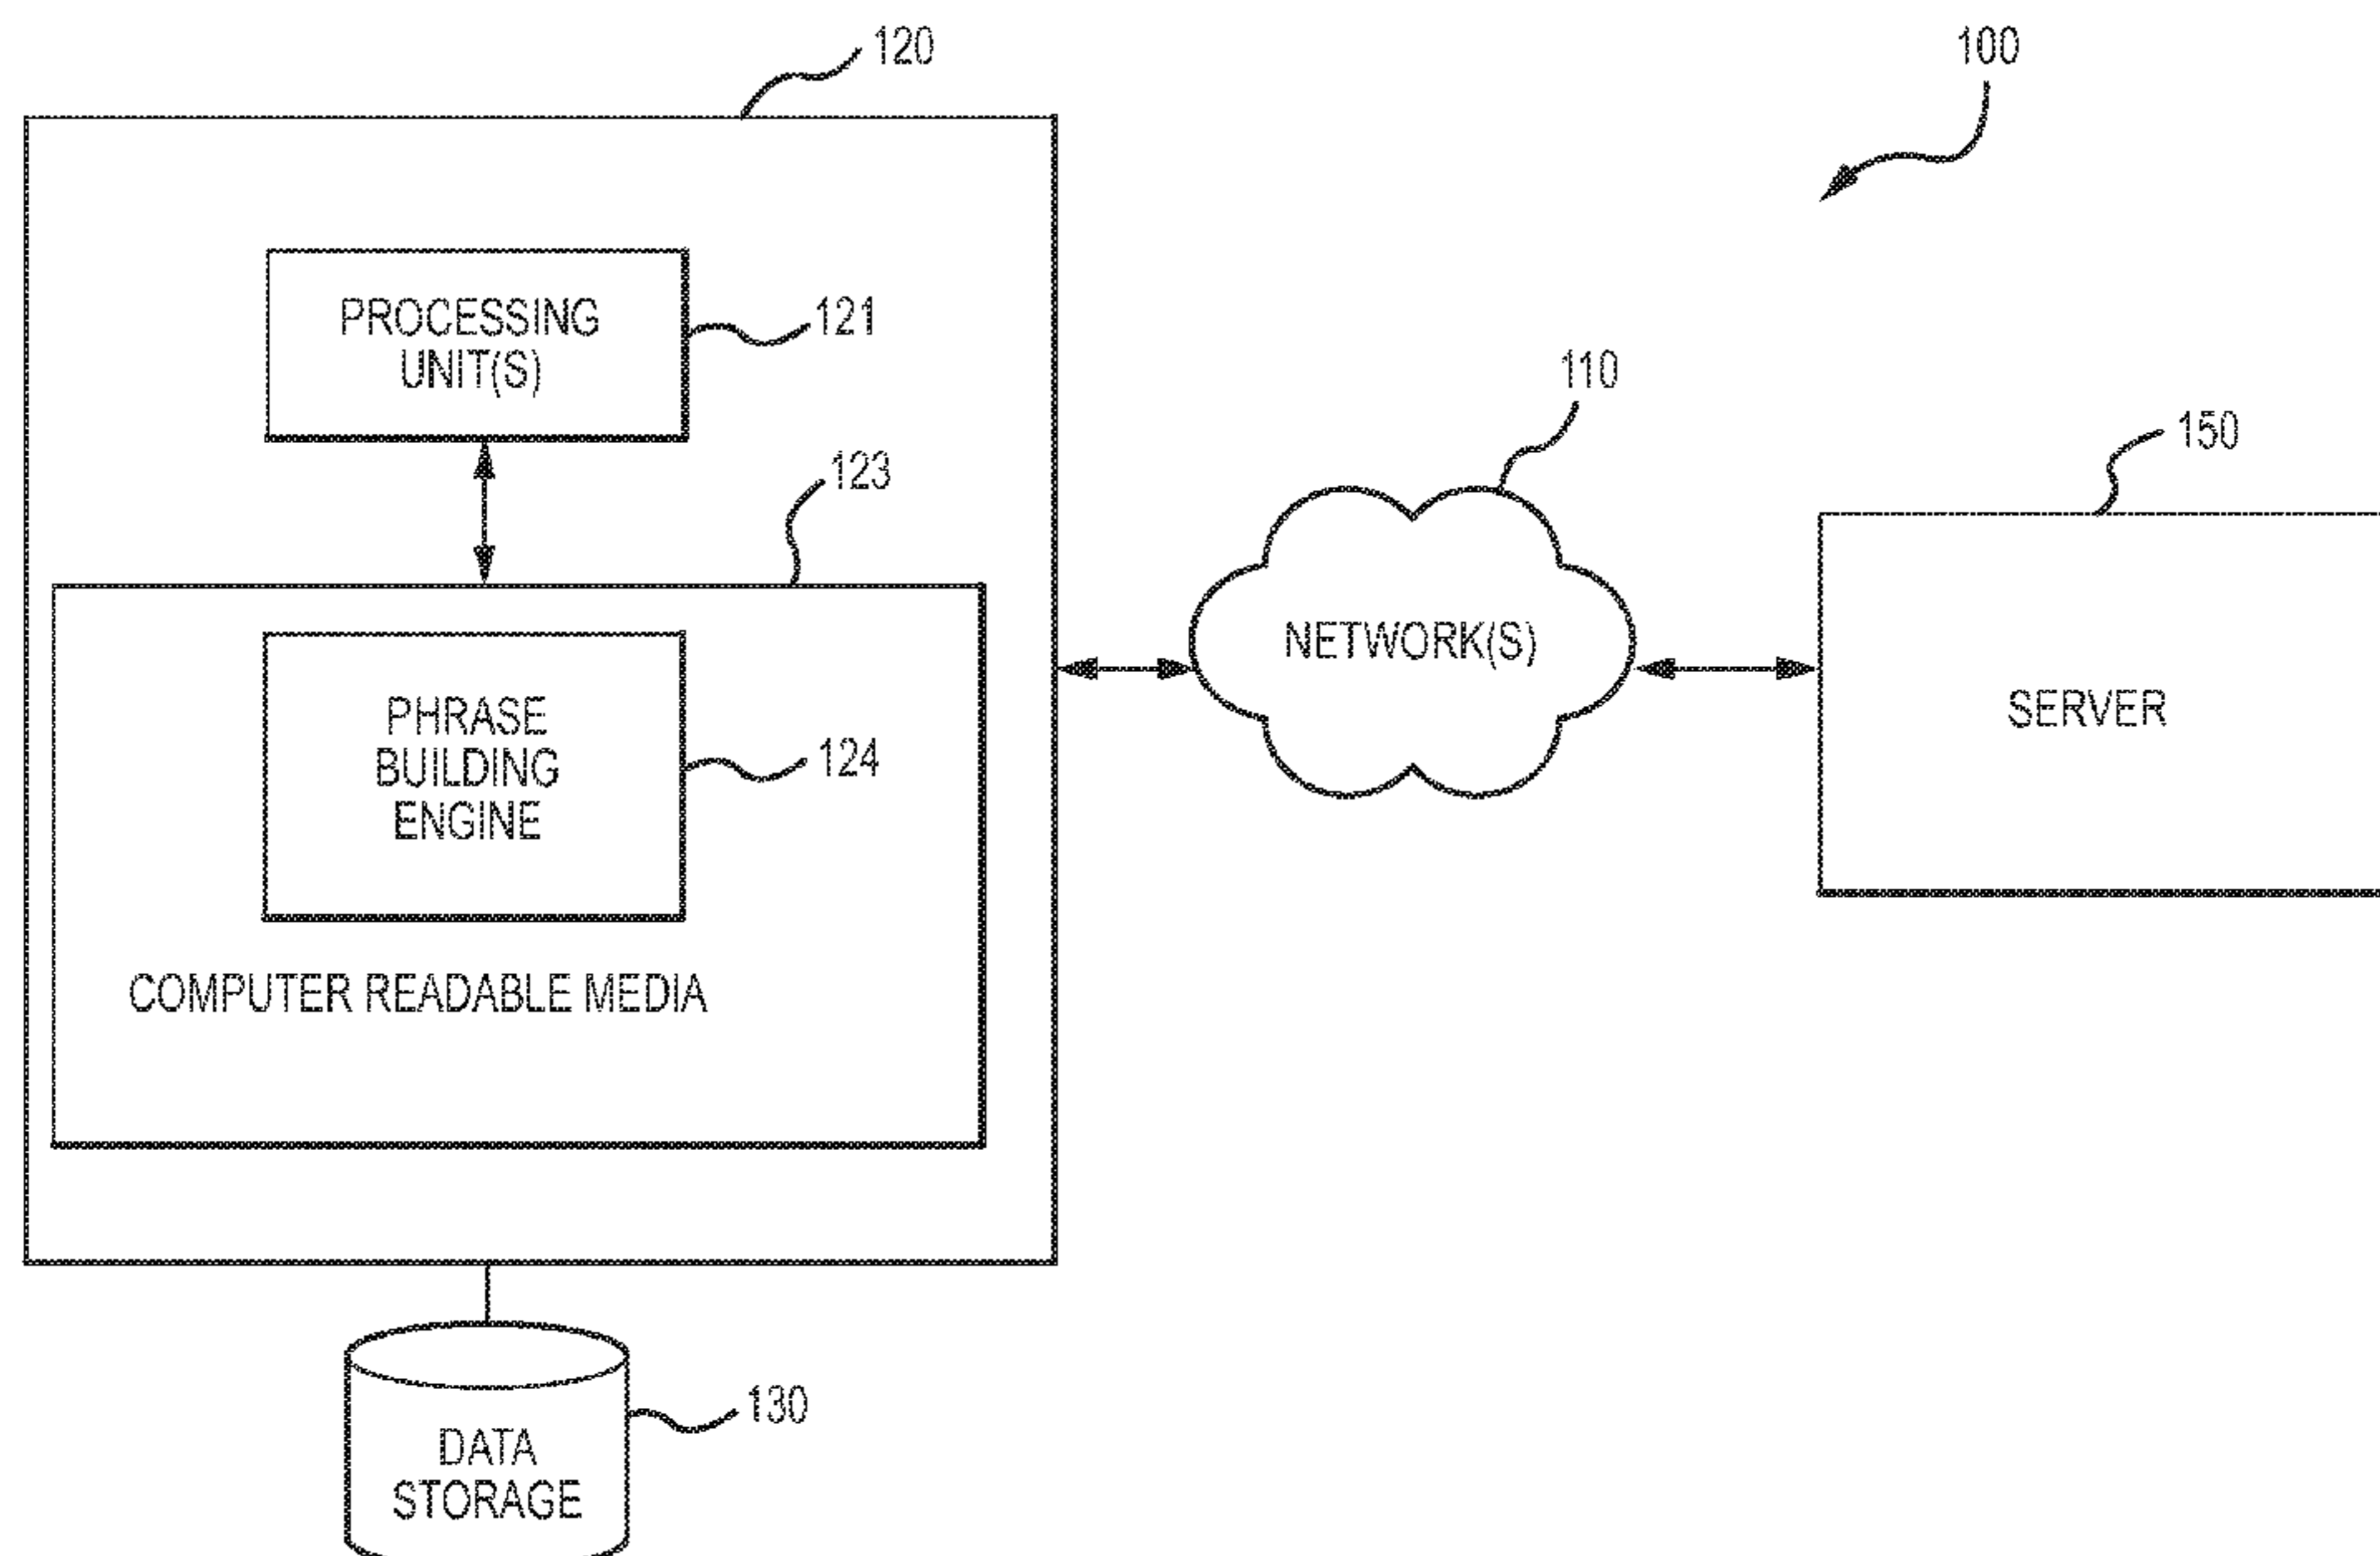 120
100
PROCESSING
UNIT(S)
121
110
123
150
NETWORK(S)
SERVER
PHRASE
BUILDING
ENGINE
124
COMPUTER READABLE MEDIA
130
DATA
STORAGE